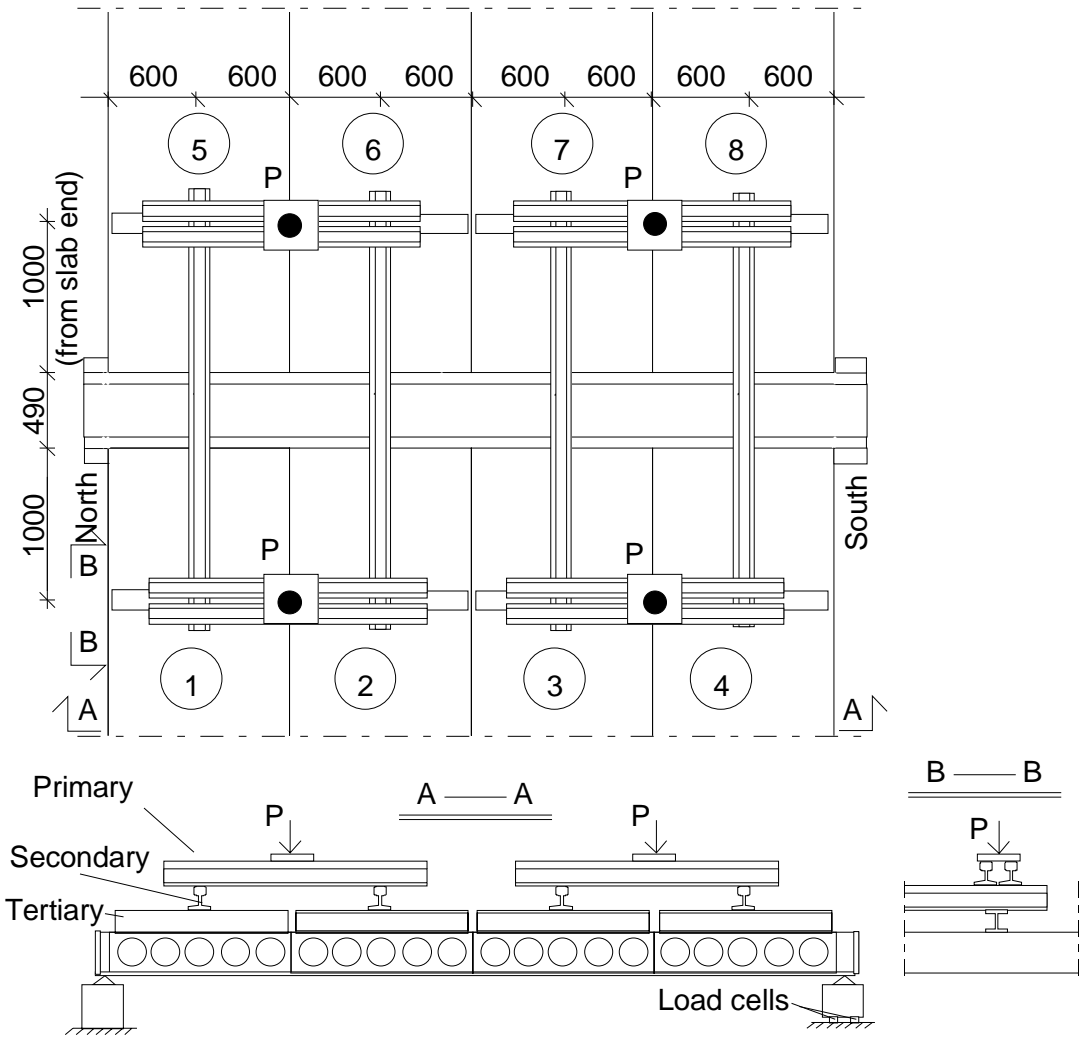 600 600 600 600 600 600 600 600
5 6 7 8
P P
1000
(from slab end)
490
1000
North
South
P P
B
B
1 2 3 4
A A
Primary
Secondary
Tertiary
P
A A
P
Load cells
B B
P